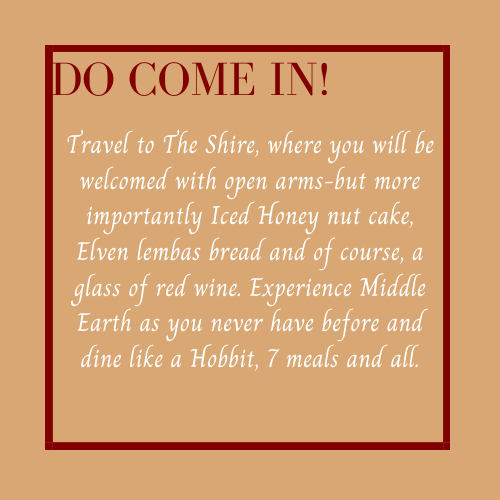 DO COME IN!
Travel to The Shire, where you will be
welcomed with open arms-but more
importantly Iced Honey nut cake,
Elven lembas bread and of course, a
glass of red wine. Experience Middle
Earth as you never have before and
dine like a Hobbit, 7 meals and all.